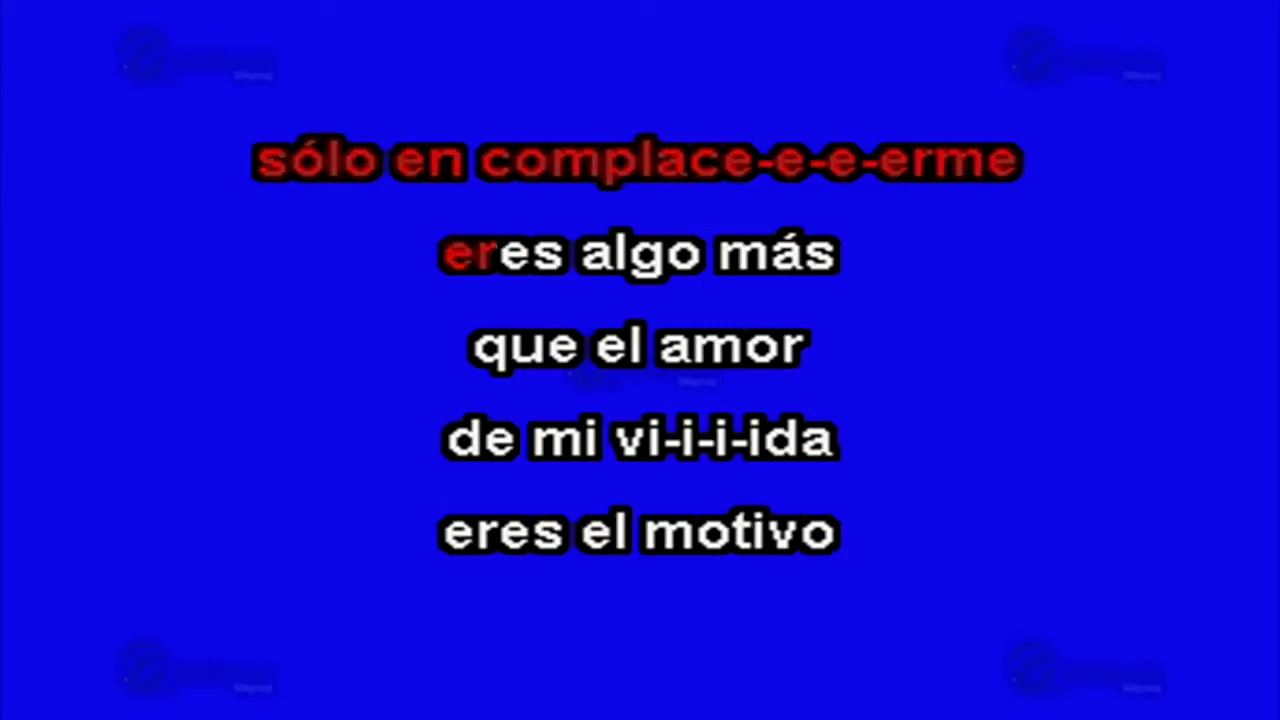 sólo en complace-e-e-erme
eres algo más
que el amor
de mi vi-i-i-ida
eres el motivo